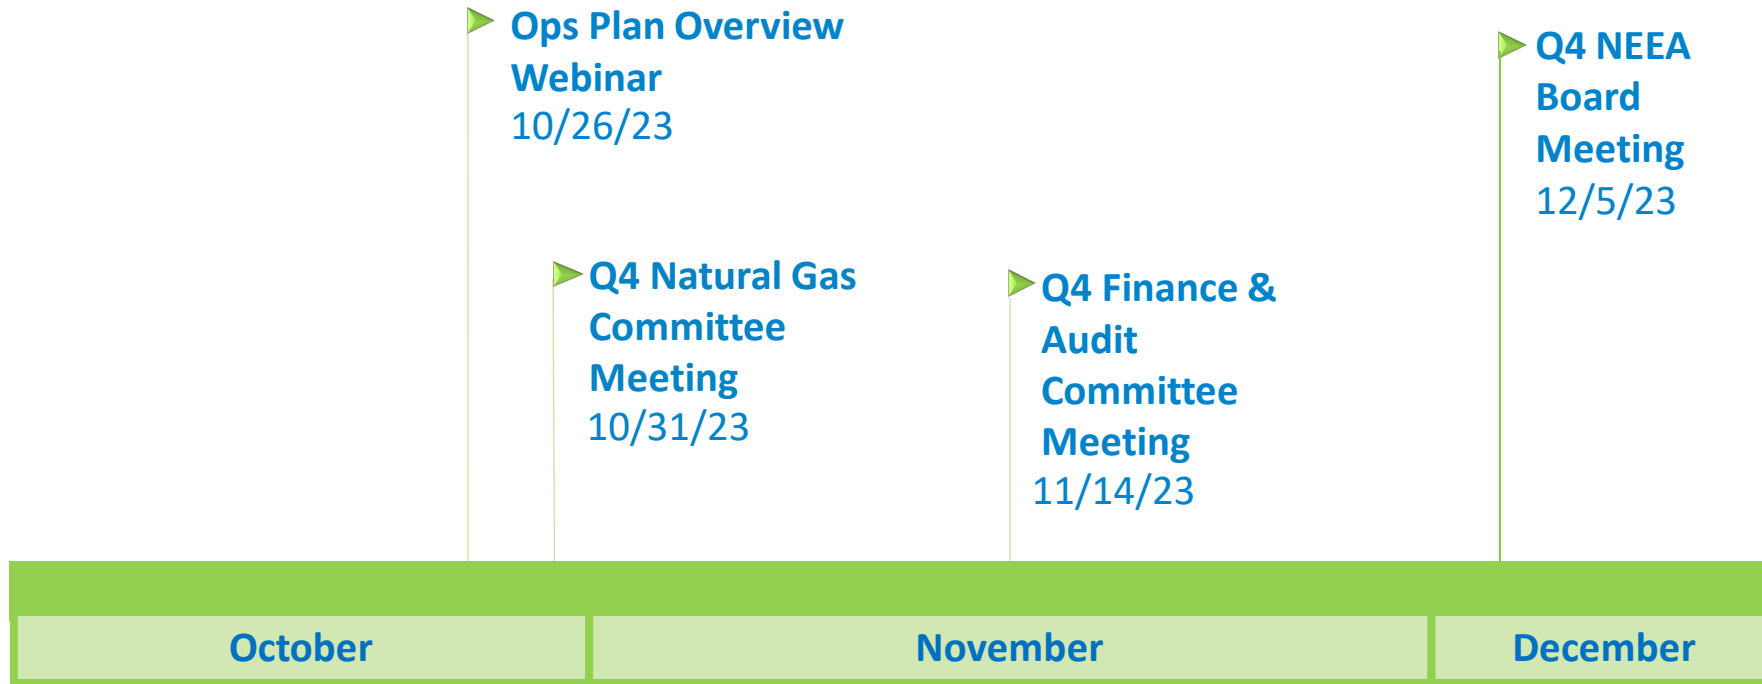 Ops Plan Overview
Webinar
10/26/23
Q4 Natural Gas
Committee
Meeting
10/31/23
Q4 Finance &
Audit
Committee
Meeting
11/14/23
Q4 NEEA
Board
Meeting
12/5/23
October
November
December